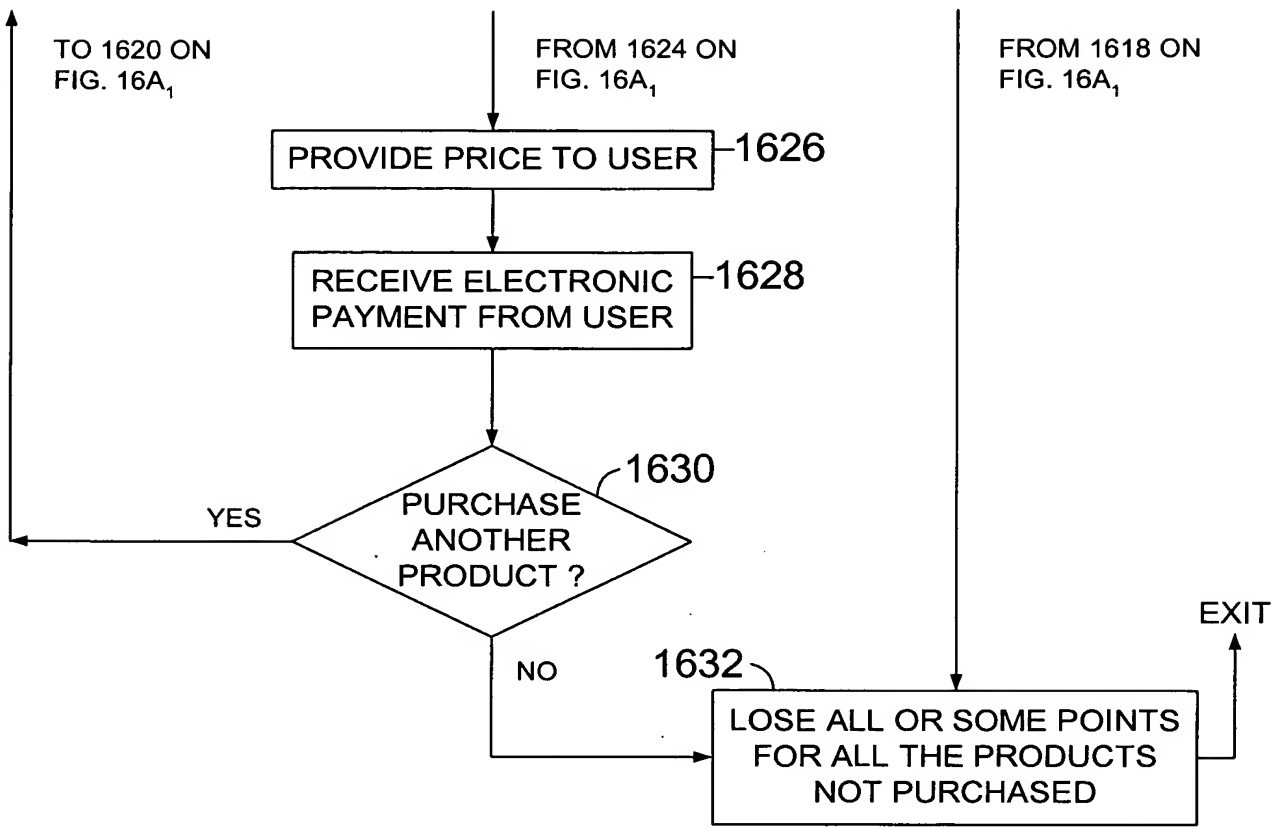 TO 1620 ON
FIG. 16A₁
FROM 1624 ON
FIG. 16A₁
FROM 1618 ON
FIG. 16A₁
PROVIDE PRICE TO USER
1626
RECEIVE ELECTRONIC
PAYMENT FROM USER
1628
1630
PURCHASE
ANOTHER
PRODUCT ?
YES
NO
EXIT
1632
LOSE ALL OR SOME POINTS
FOR ALL THE PRODUCTS
NOT PURCHASED